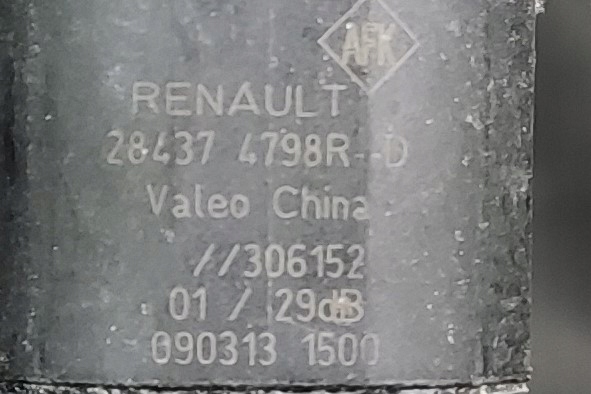 AFK
RENAULT
28437 4798R--D
Valeo China
//306152
01 / 29dB
090313 1500